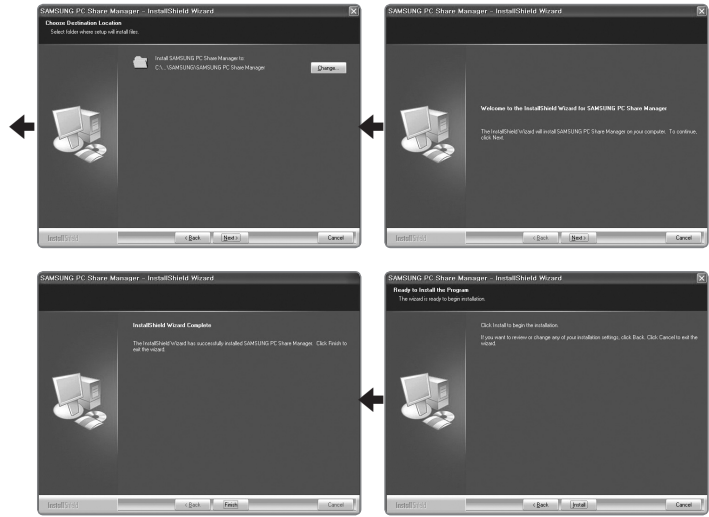 SAMSUNG PC Share Manager - InstallShield Wizard
Welcome to the InstallShield Wizard for SAMSUNG PC Share Manager
The InstallShield Wizard will install SAMSUNG PC Share Manager on your computer. To continue,
click Next.
InstallShield
< Back
Next >
Cancel
SAMSUNG PC Share Manager - InstallShield Wizard
Choose Destination Location
Select folder where setup will install files.
Install SAMSUNG PC Share Manager to:
C:\...\SAMSUNG\SAMSUNG PC Share Manager
Change...
InstallShield
< Back
Next >
Cancel
SAMSUNG PC Share Manager - InstallShield Wizard
Ready to Install the Program
The wizard is ready to begin installation.
Click Install to begin the installation.
If you want to review or change any of your installation settings, click Back. Click Cancel to exit the
wizard.
InstallShield
< Back
Install
Cancel
SAMSUNG PC Share Manager - InstallShield Wizard
InstallShield Wizard Complete
The InstallShield Wizard has successfully installed SAMSUNG PC Share Manager. Click Finish to
exit the wizard.
InstallShield
< Back
Finish
Cancel